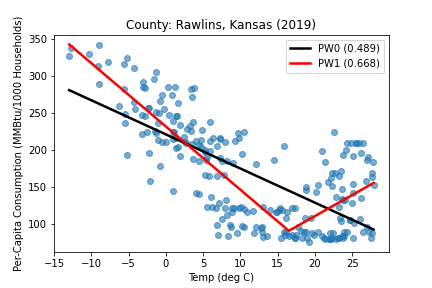 County: Rawlins, Kansas (2019)
PW0 (0.489)
PW1 (0.668)
Per-Capita Consumption (MMBtu/1000 Households)
350
300
250
200
150
100
−15 −10 −5 0 5 10 15 20 25
Temp (deg C)